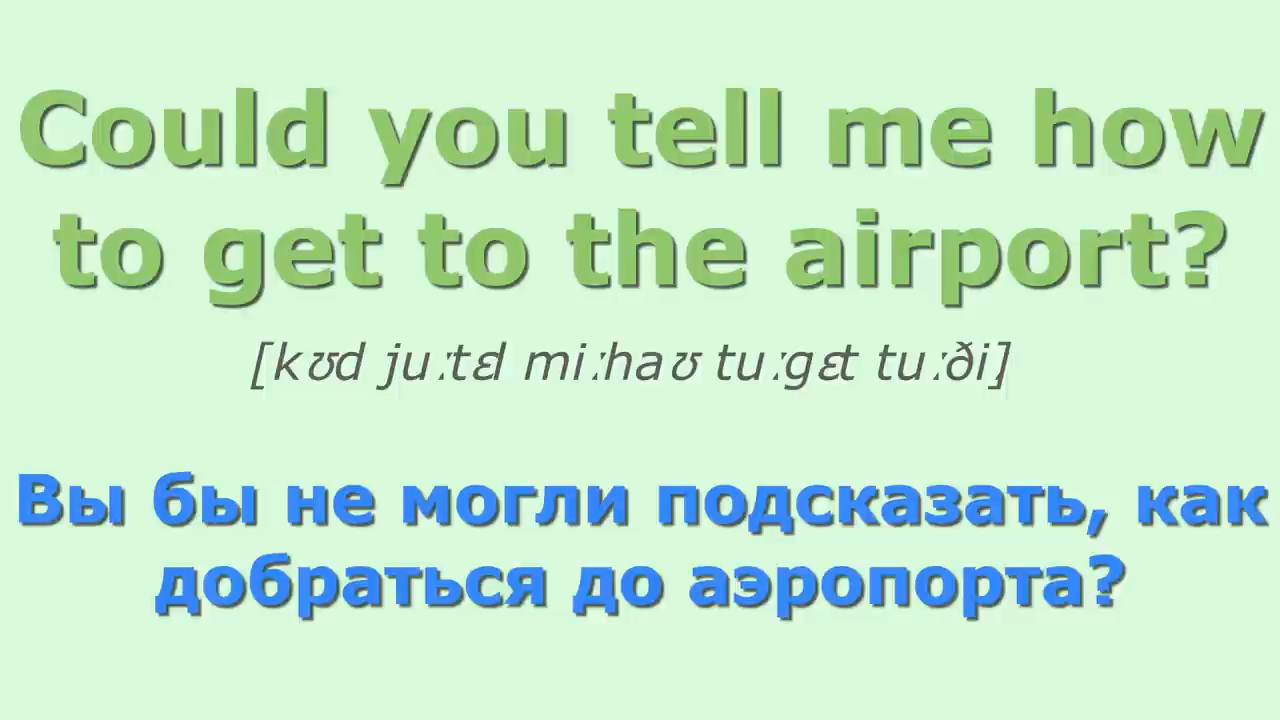 Could you tell me how
to get to the airport?
[kʊd juːtɛl miːhaʊ tuːgɛt tuːði]
Вы бы не могли подсказать, как
добраться до аэропорта?